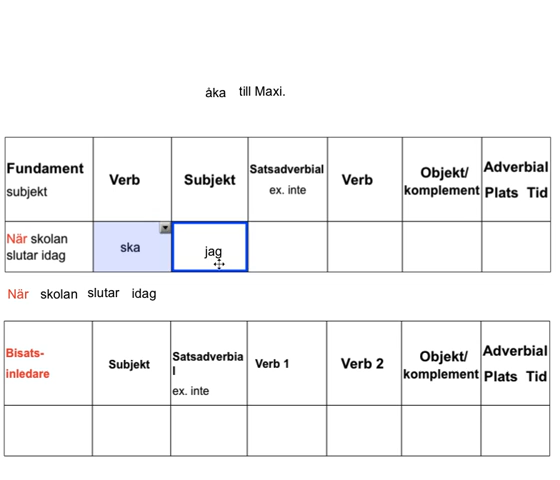 åka till Maxi.
Fundament
subjekt
Verb
Subjekt
Satsadverbial
ex. inte
Verb
Objekt/
komplement
Adverbial
Plats Tid
När skolan
slutar idag
ska
jag
När skolan slutar idag
Bisats-
inledare
Subjekt
Satsadverbia
l
ex. inte
Verb 1
Verb 2
Objekt/
komplement
Adverbial
Plats Tid